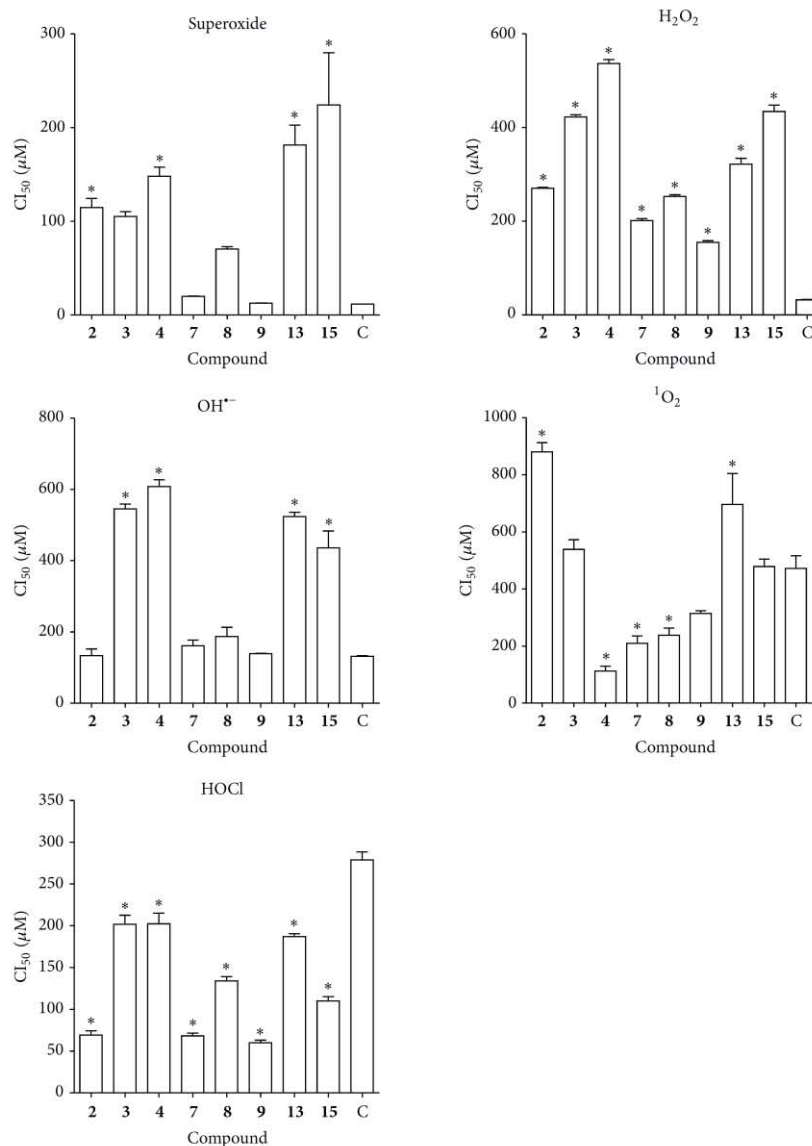 Superoxide
300
200
100
0
CI₅₀ (μM)
* * * *
2 3 4 7 8 9 13 15 C
Compound
H₂O₂
600
400
200
0
CI₅₀ (μM)
* * * * * * * *
2 3 4 7 8 9 13 15 C
Compound
OH•−
800
600
400
200
0
CI₅₀ (μM)
* * * *
2 3 4 7 8 9 13 15 C
Compound
¹O₂
1000
800
600
400
200
0
CI₅₀ (μM)
* * * * *
2 3 4 7 8 9 13 15 C
Compound
HOCl
350
300
250
200
150
100
50
0
CI₅₀ (μM)
* * * * * * * *
2 3 4 7 8 9 13 15 C
Compound